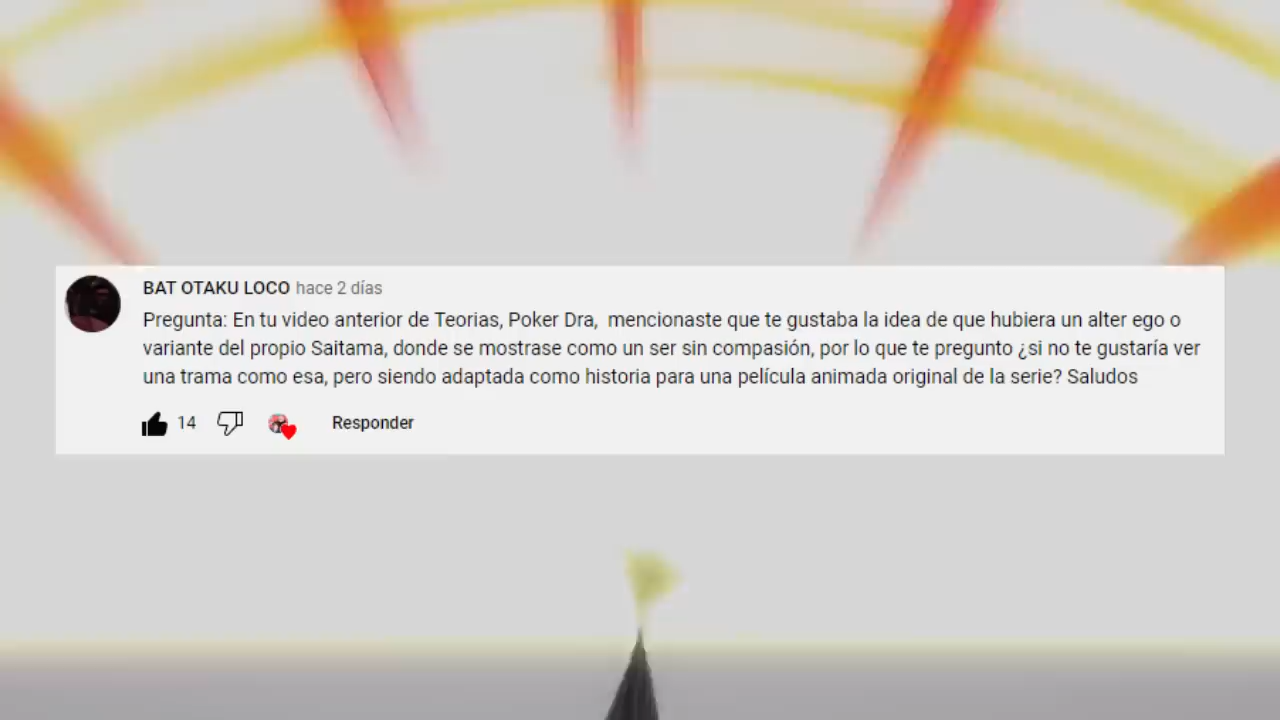 BAT OTAKU LOCO hace 2 días
Pregunta: En tu video anterior de Teorias, Poker Dra,  mencionaste que te gustaba la idea de que hubiera un alter ego o
variante del propio Saitama, donde se mostrase como un ser sin compasión, por lo que te pregunto ¿si no te gustaría ver
una trama como esa, pero siendo adaptada como historia para una película animada original de la serie? Saludos
14 Responder